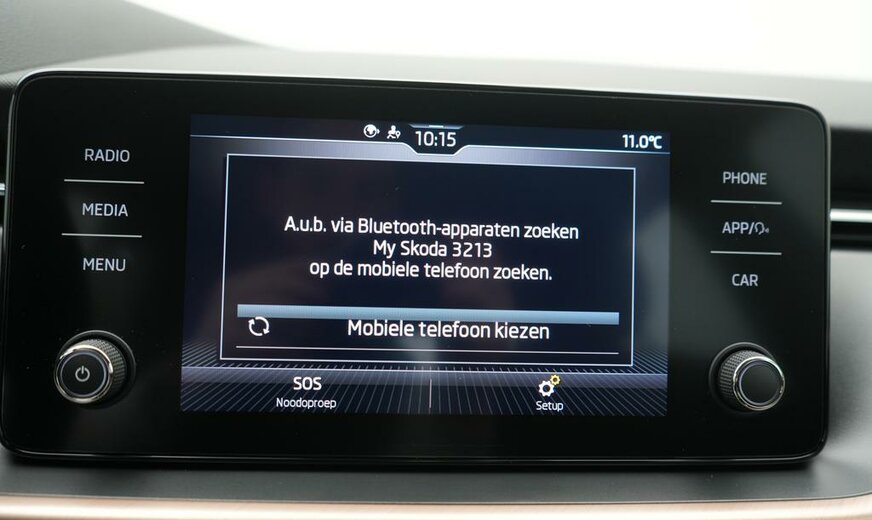 RADIO
MEDIA
MENU
10:15
11.0°C
A.u.b. via Bluetooth-apparaten zoeken
My Skoda 3213
op de mobiele telefoon zoeken.
Mobiele telefoon kiezen
SOS
Noodoproep
Setup
PHONE
APP/
CAR